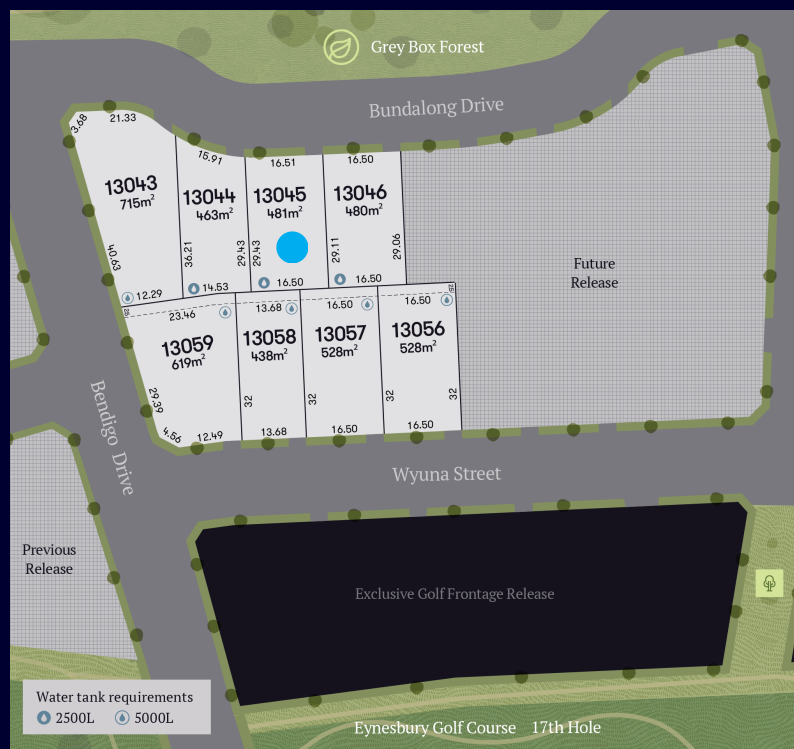 Grey Box Forest
Bundalong Drive
3.68
21.33
15.91
16.51
16.50
13043
715m²
13044
463m²
13045
481m²
13046
480m²
40.63
36.21
29.43
29.43
29.11
29.06
12.29
14.53
16.50
16.50
Future
Release
23.46
13.68
16.50
16.50
13059
619m²
13058
438m²
13057
528m²
13056
528m²
29.39
32
32
32
32
4.56
12.49
13.68
16.50
16.50
Bendigo Drive
Wyuna Street
Previous
Release
Exclusive Golf Frontage Release
Water tank requirements
2500L 5000L
Eynesbury Golf Course 17th Hole